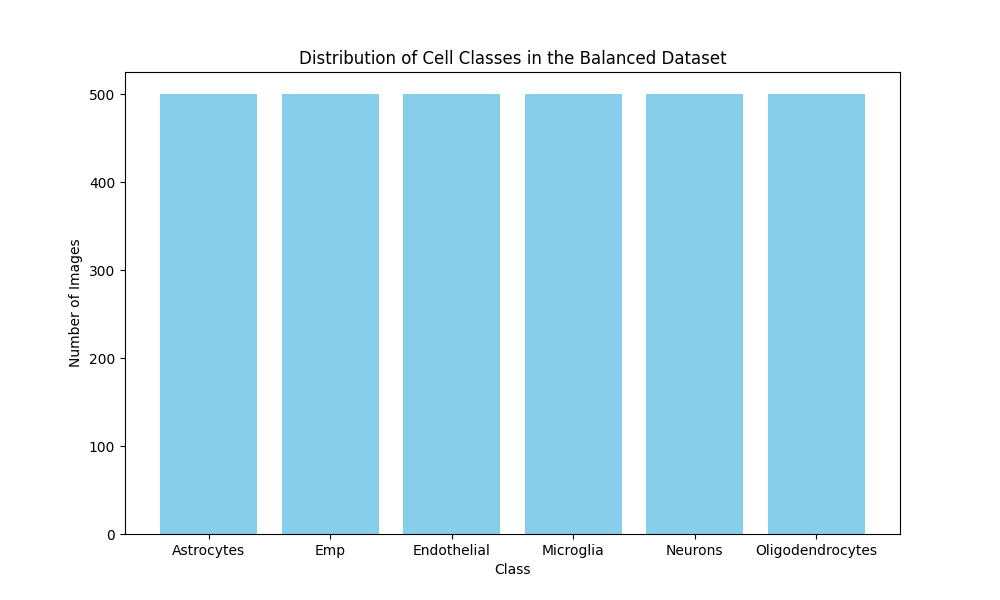 Distribution of Cell Classes in the Balanced Dataset
500
400
300
200
100
0
Number of Images
Astrocytes Emp Endothelial Microglia Neurons Oligodendrocytes
Class